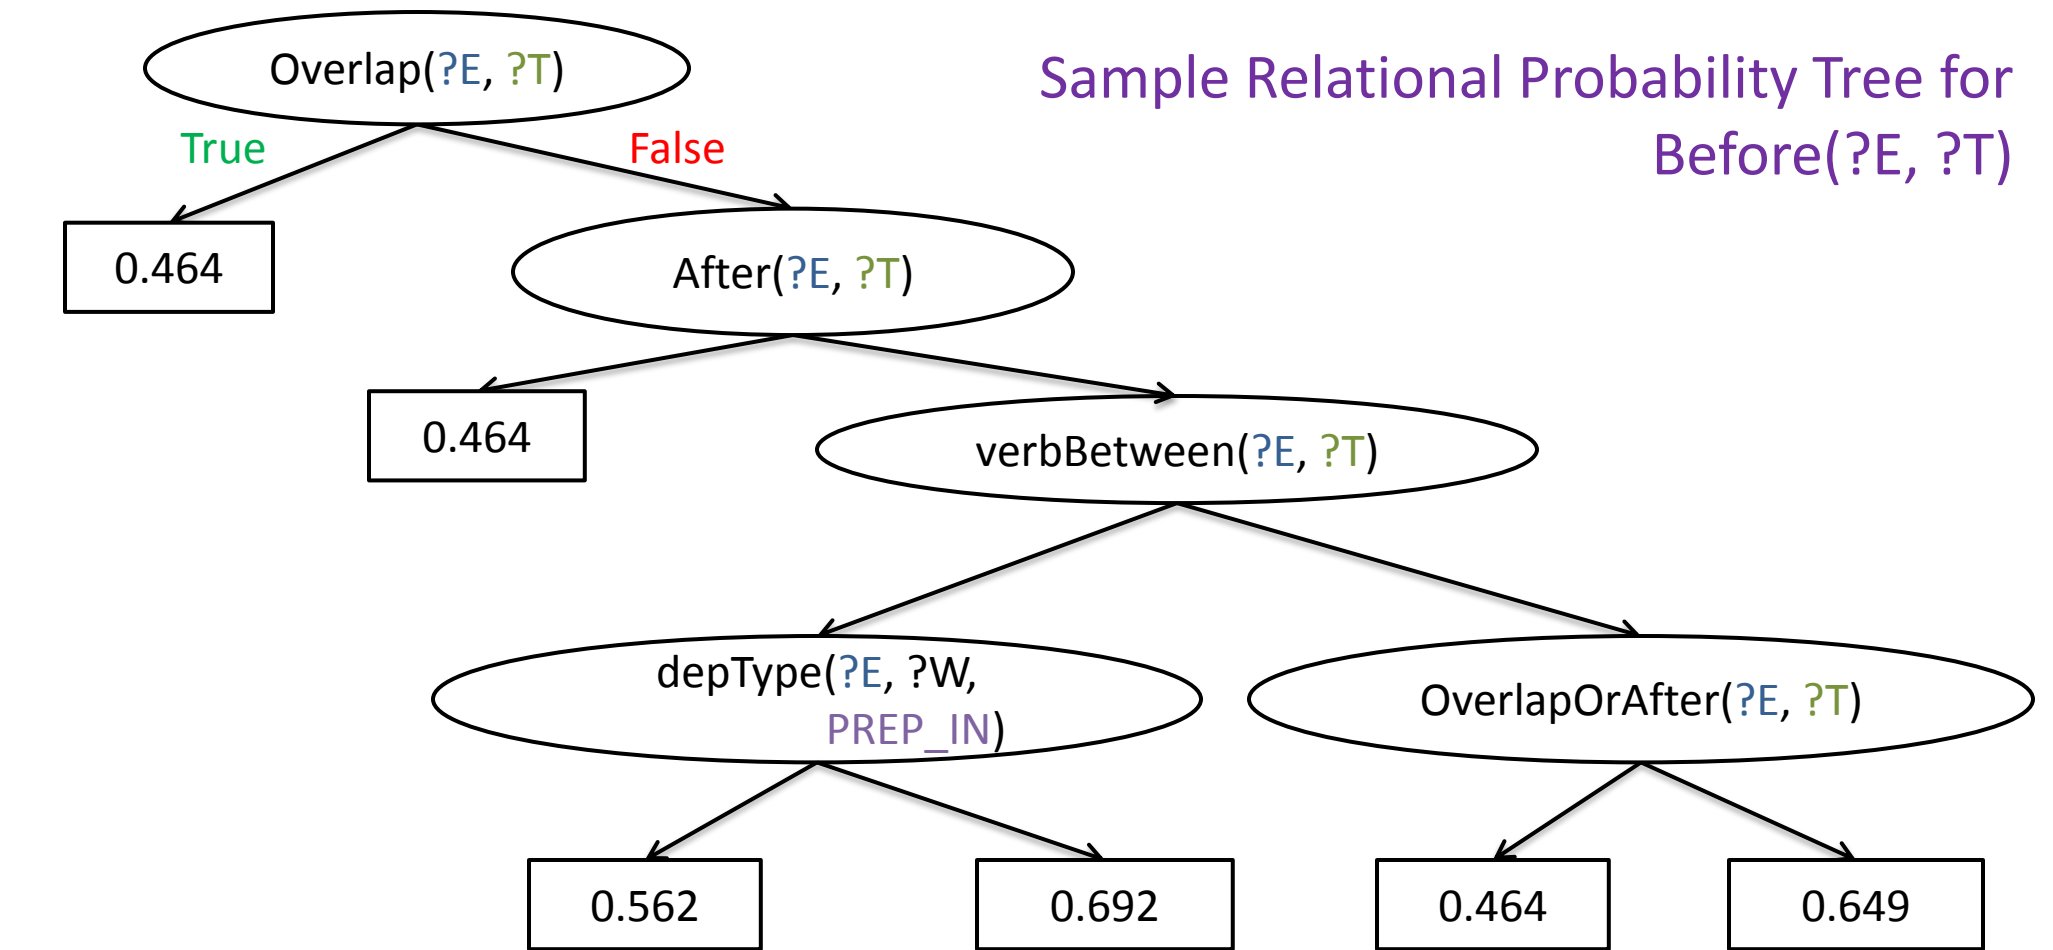 Overlap(?E, ?T)
Sample Relational Probability Tree for
Before(?E, ?T)
True
False
0.464
After(?E, ?T)
0.464
verbBetween(?E, ?T)
depType(?E, ?W,
PREP_IN)
OverlapOrAfter(?E, ?T)
0.562
0.692
0.464
0.649